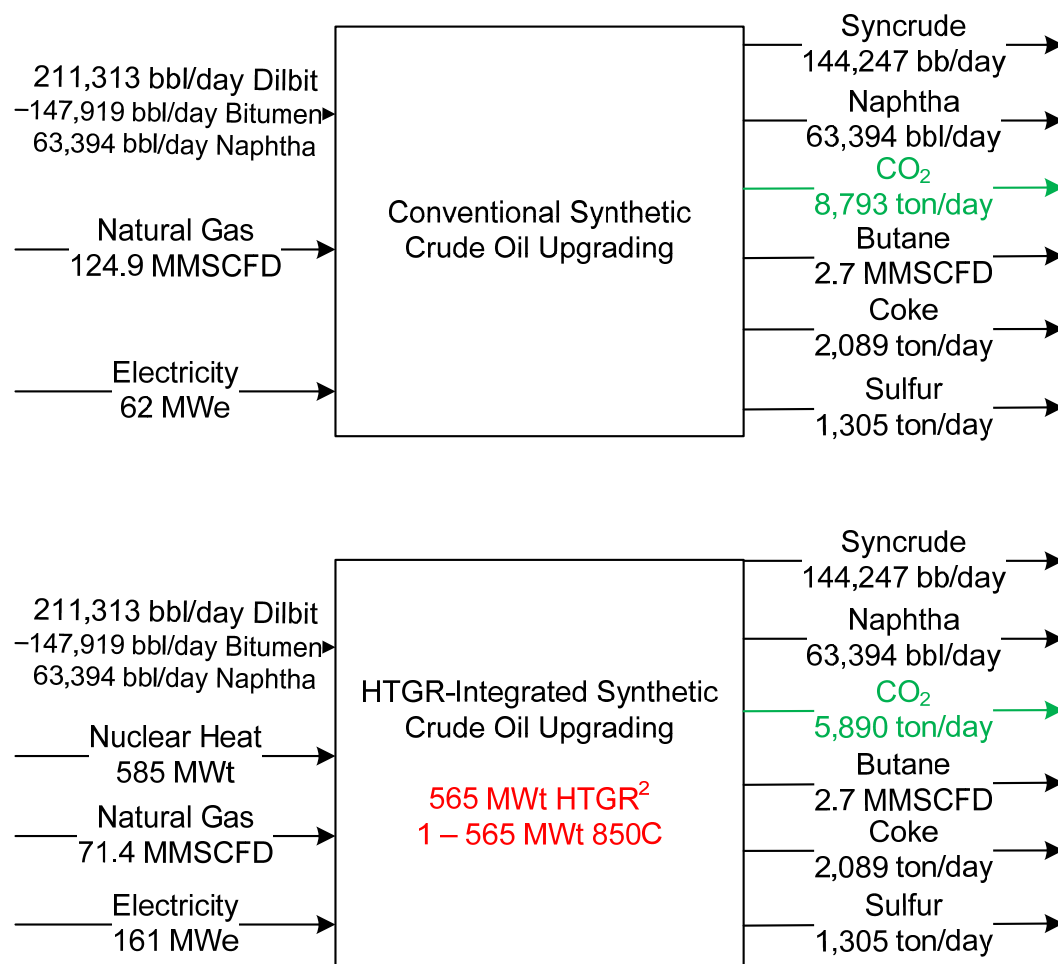 211,313 bbl/day Dilbit
–147,919 bbl/day Bitumen
63,394 bbl/day Naphtha
Natural Gas
124.9 MMSCFD
Electricity
62 MWe
Conventional Synthetic
Crude Oil Upgrading
Syncrude
144,247 bb/day
Naphtha
63,394 bbl/day
CO₂
8,793 ton/day
Butane
2.7 MMSCFD
Coke
2,089 ton/day
Sulfur
1,305 ton/day
211,313 bbl/day Dilbit
–147,919 bbl/day Bitumen
63,394 bbl/day Naphtha
Nuclear Heat
585 MWt
Natural Gas
71.4 MMSCFD
Electricity
161 MWe
HTGR-Integrated Synthetic
Crude Oil Upgrading
565 MWt HTGR²
1 – 565 MWt 850C
Syncrude
144,247 bb/day
Naphtha
63,394 bbl/day
CO₂
5,890 ton/day
Butane
2.7 MMSCFD
Coke
2,089 ton/day
Sulfur
1,305 ton/day